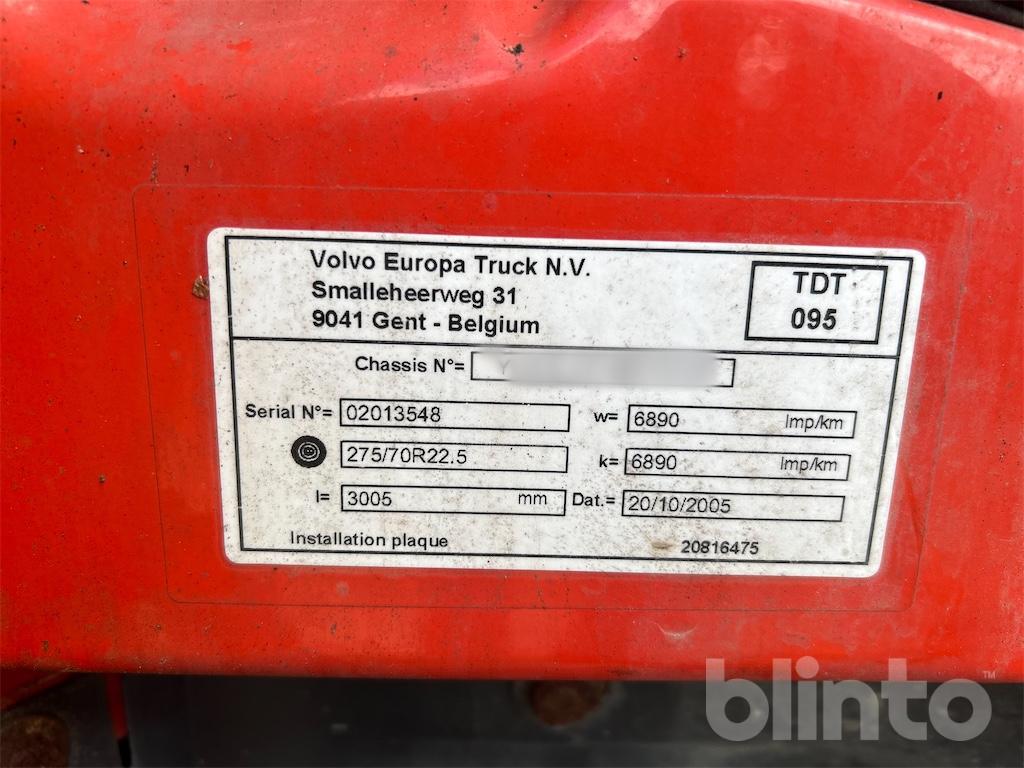 Volvo Europa Truck N.V.
Smalleheerweg 31
9041 Gent - Belgium
TDT
095
Chassis N°=
Serial N°= 02013548
w= 6890 Imp/km
275/70R22.5
k= 6890 Imp/km
l= 3005 mm
Dat.= 20/10/2005
Installation plaque
20816475
blinto™